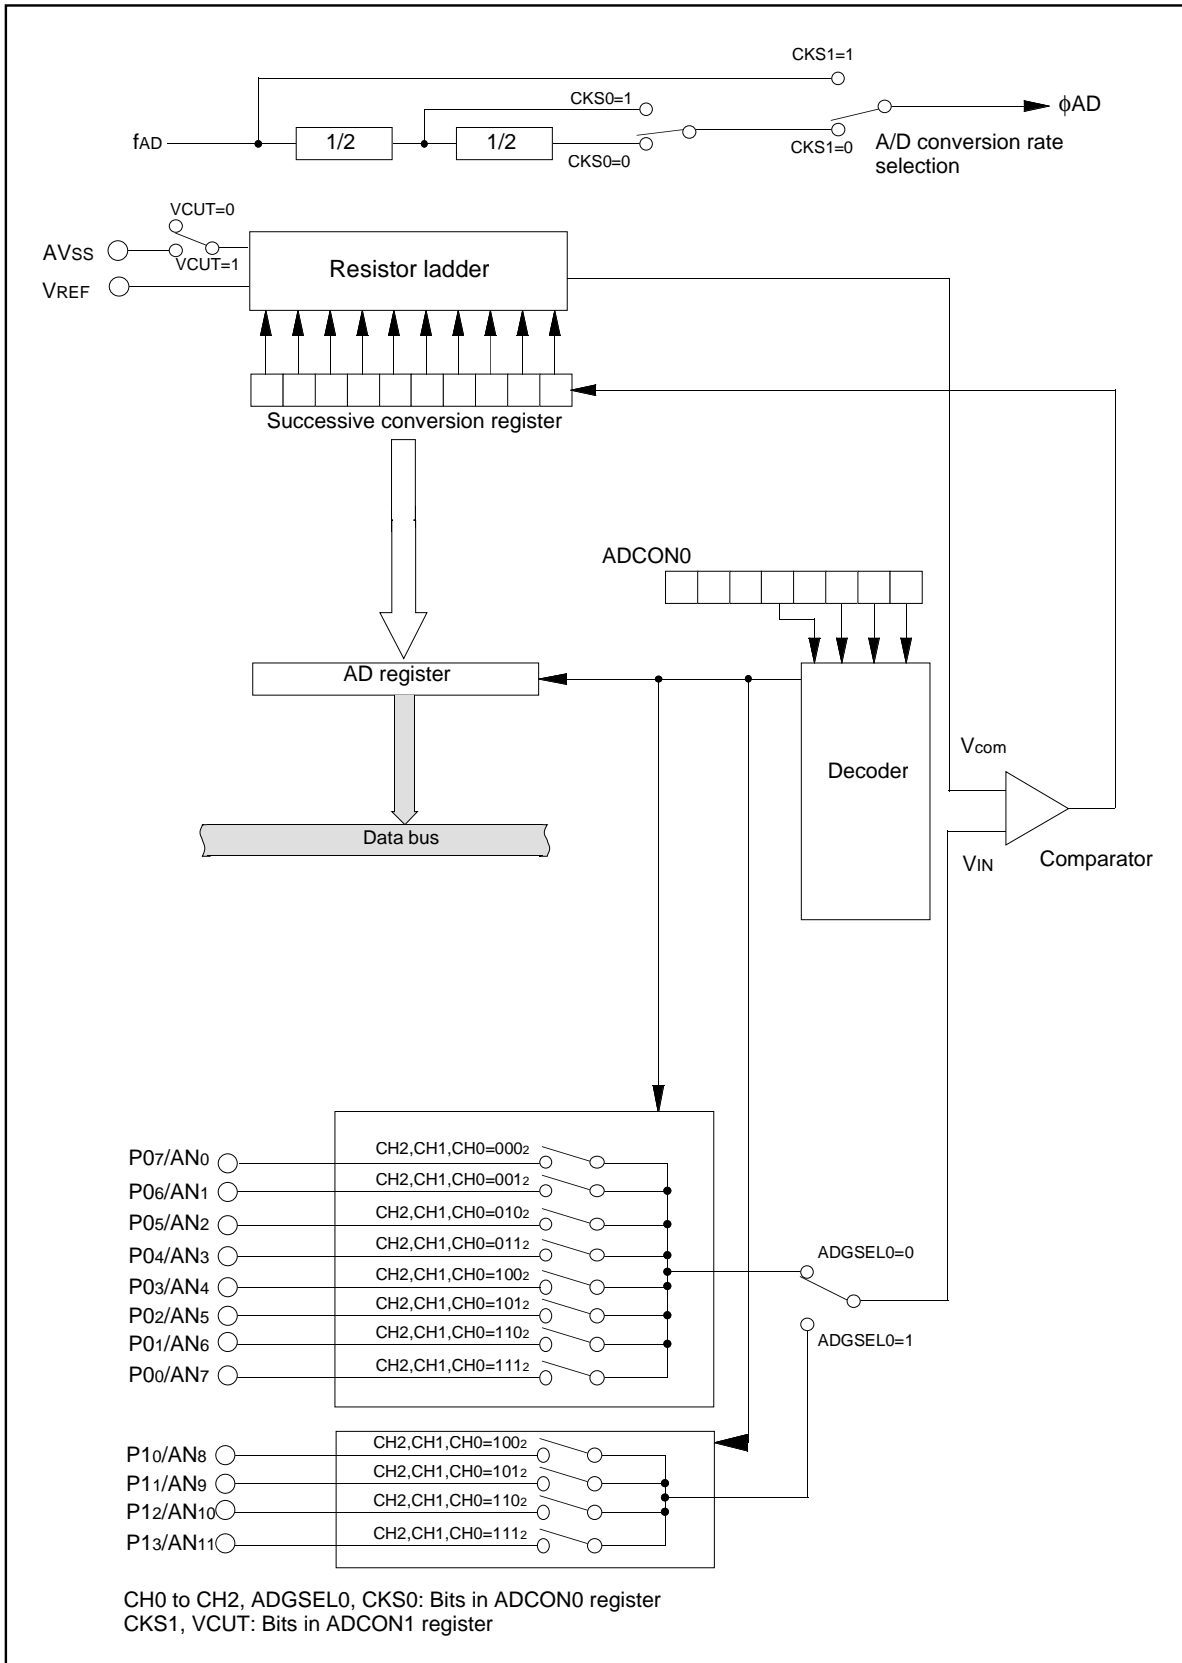 CKS1=1
CKS0=1
φAD
fAD
1/2
1/2
CKS0=0
CKS1=0
A/D conversion rate
selection
VCUT=0
AVSS
VCUT=1
Resistor ladder
VREF
Successive conversion register
ADCON0
AD register
Decoder
Vcom
Data bus
VIN
Comparator
P07/AN0
CH2,CH1,CH0=0002
P06/AN1
CH2,CH1,CH0=0012
P05/AN2
CH2,CH1,CH0=0102
P04/AN3
CH2,CH1,CH0=0112
ADGSEL0=0
P03/AN4
CH2,CH1,CH0=1002
P02/AN5
CH2,CH1,CH0=1012
P01/AN6
CH2,CH1,CH0=1102
ADGSEL0=1
P00/AN7
CH2,CH1,CH0=1112
P10/AN8
CH2,CH1,CH0=1002
P11/AN9
CH2,CH1,CH0=1012
P12/AN10
CH2,CH1,CH0=1102
P13/AN11
CH2,CH1,CH0=1112
CH0 to CH2, ADGSEL0, CKS0: Bits in ADCON0 register
CKS1, VCUT: Bits in ADCON1 register